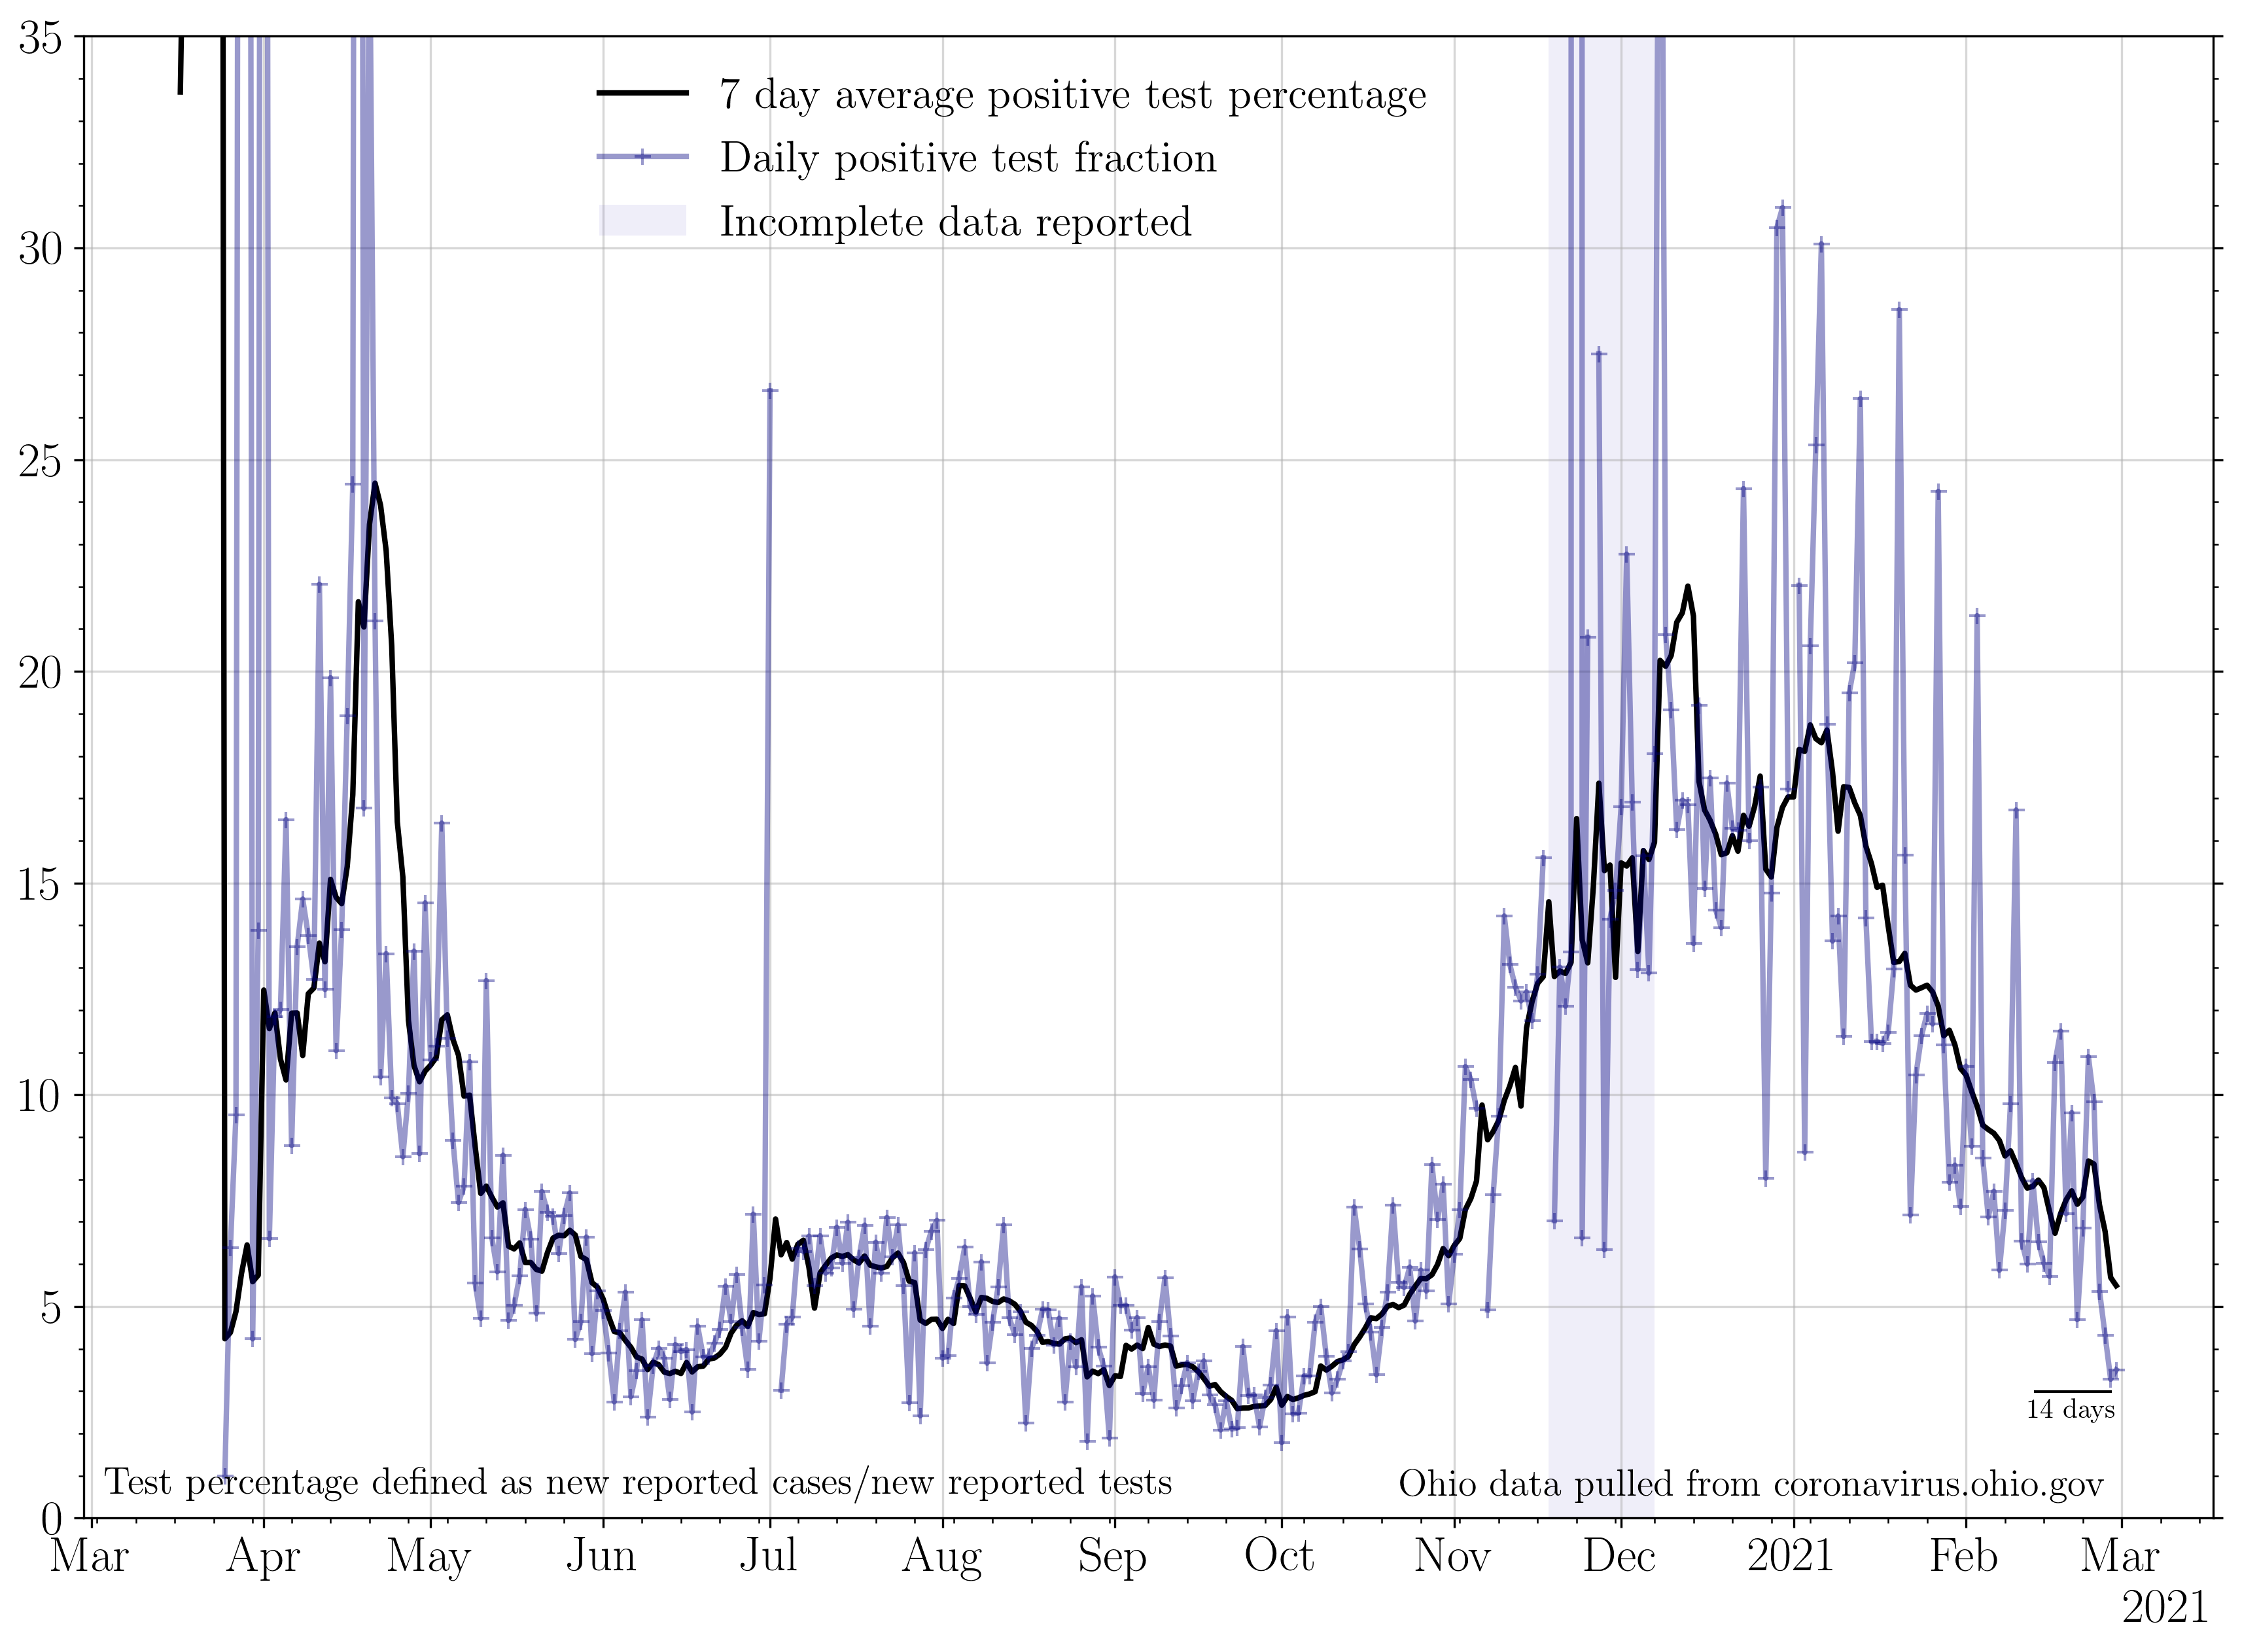 35
30
25
20
15
10
5
0
7 day average positive test percentage
Daily positive test fraction
Incomplete data reported
14 days
Test percentage defined as new reported cases/new reported tests
Ohio data pulled from coronavirus.ohio.gov
Mar Apr May Jun Jul Aug Sep Oct Nov Dec 2021 Feb Mar
2021